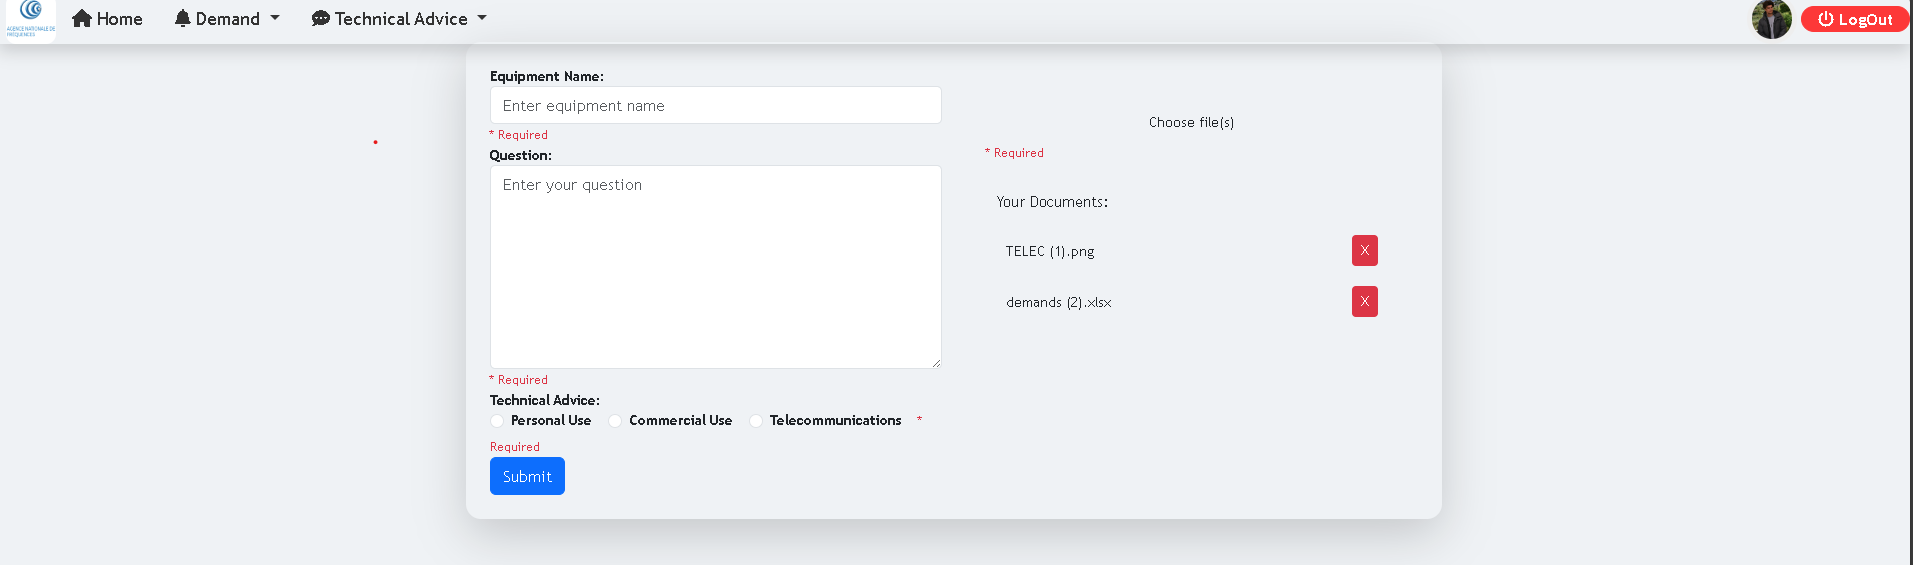 AGENCE NATIONALE DE
FREQUENCES
Home
Demand
Technical Advice
LogOut
Equipment Name:
Enter equipment name
* Required
Question:
Enter your question
* Required
Technical Advice:
Personal Use
Commercial Use
Telecommunications
*
Required
Submit
Choose file(s)
* Required
Your Documents:
TELEC (1).png
X
demands (2).xlsx
X